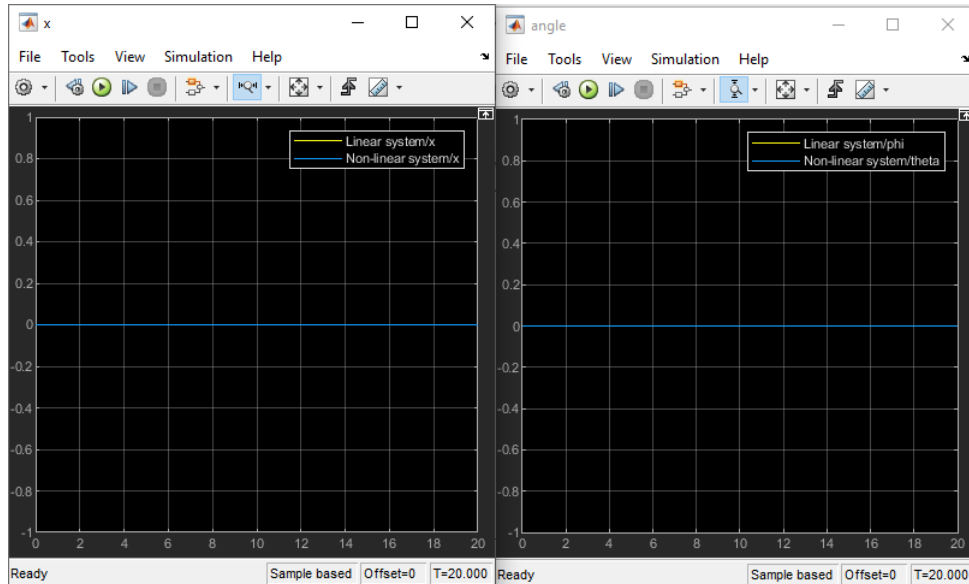 x
File Tools View Simulation Help
Linear system/x
Non-linear system/x
1
0.8
0.6
0.4
0.2
0
-0.2
-0.4
-0.6
-0.8
-1
0 2 4 6 8 10 12 14 16 18 20
Ready Sample based Offset=0 T=20.000
angle
File Tools View Simulation Help
Linear system/phi
Non-linear system/theta
1
0.8
0.6
0.4
0.2
0
-0.2
-0.4
-0.6
-0.8
-1
0 2 4 6 8 10 12 14 16 18 20
Ready Sample based Offset=0 T=20.000